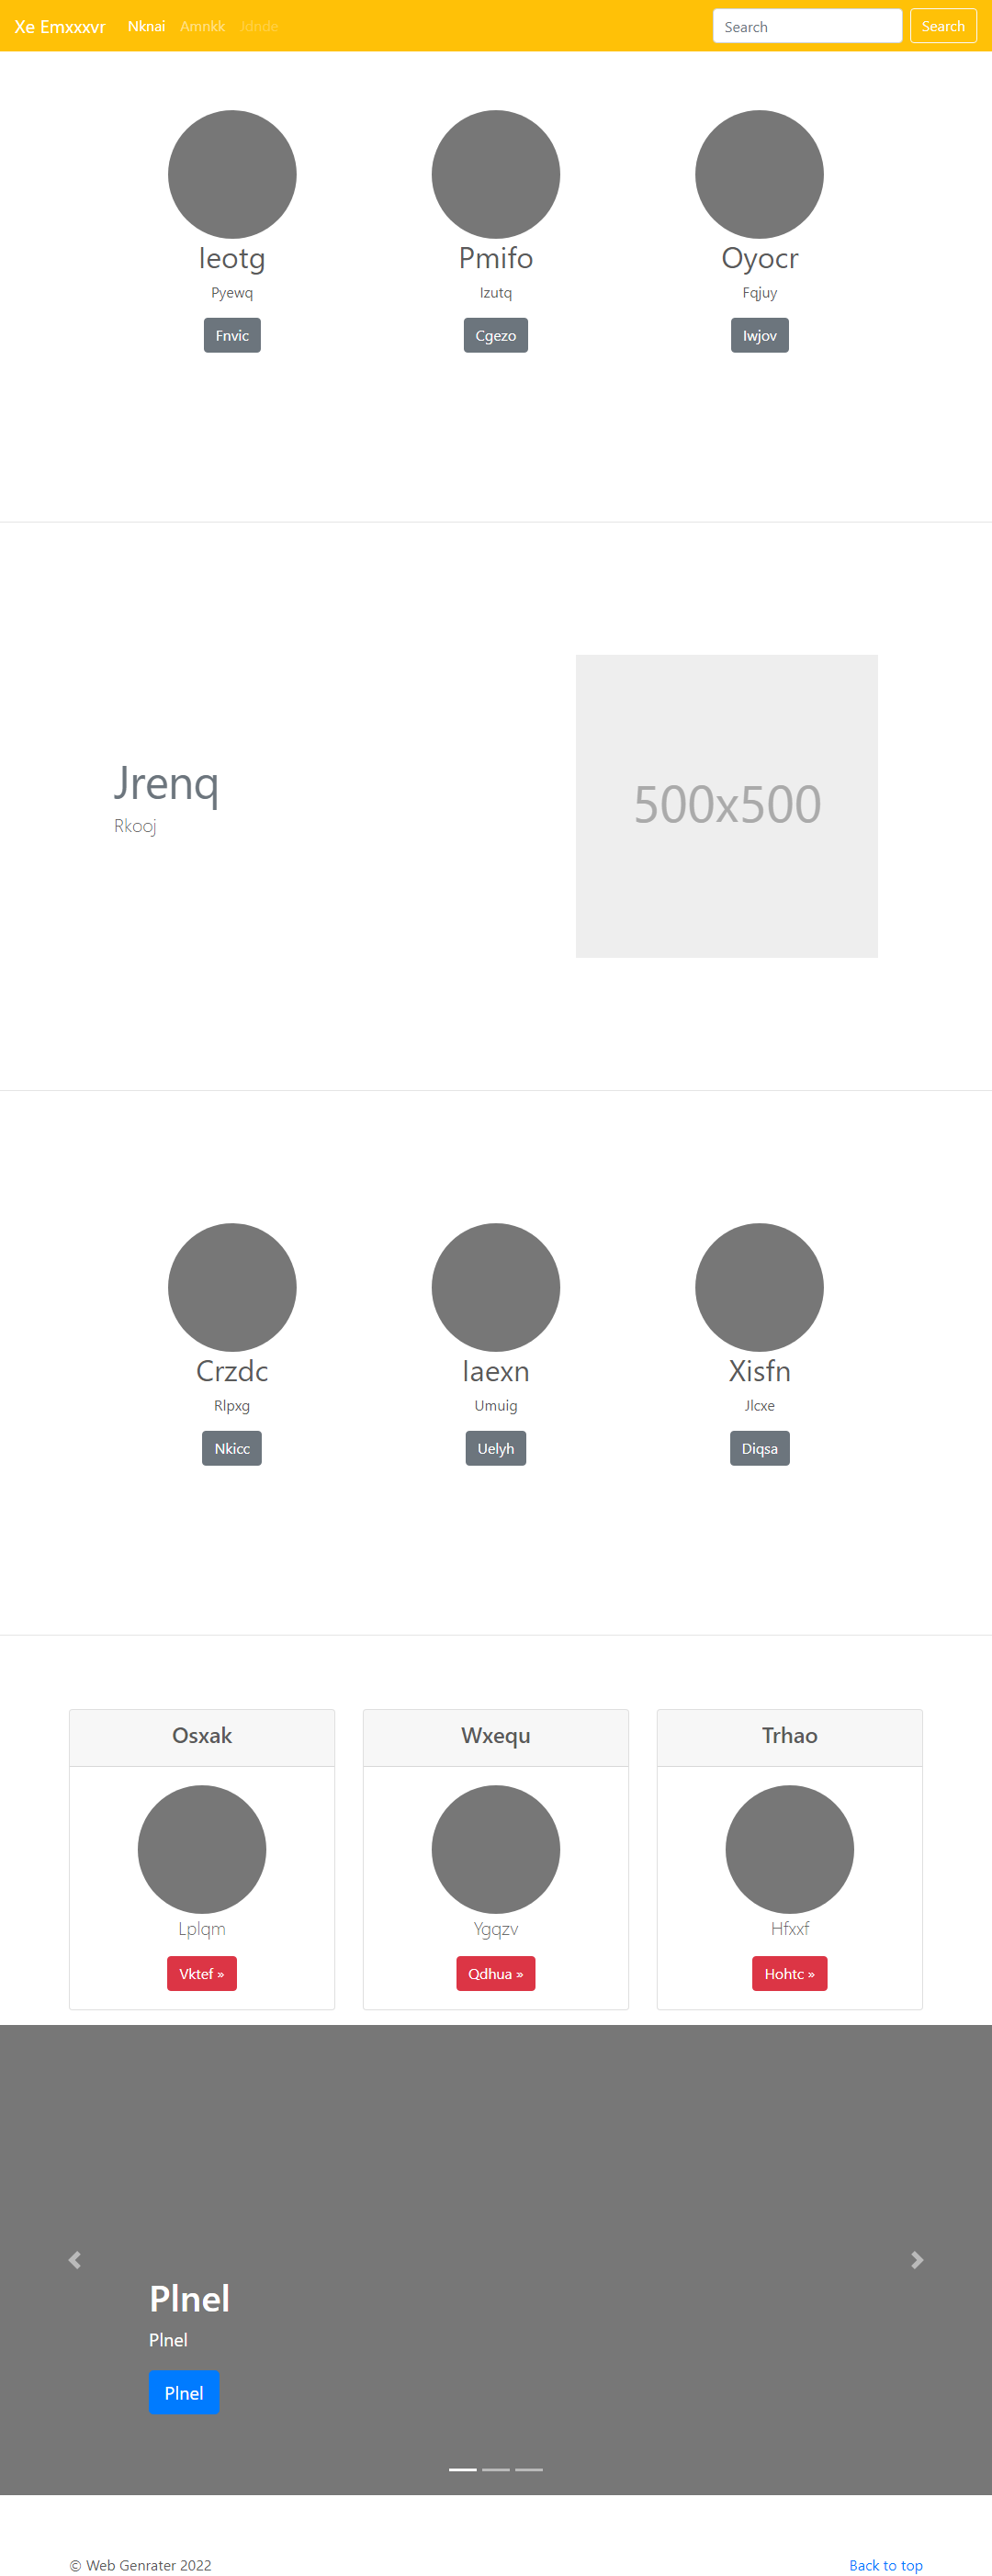 Xe Emxxxvr Nknai Amnkk Jdnde Search Search
Ieotg Pmifo Oyocr
Pyewq Izutq Fqjuy
Fnvic Cgezo Iwjov
Jrenq
Rkooj
500x500
Crzdc Iaexn Xisfn
Rlpxg Umuig Jlcxe
Nkicc Uelyh Diqsa
Osxak Wxequ Trhao
Lplqm Ygqzv Hfxxf
Vktef » Qdhua » Hohtc »
Plnel
Plnel
Plnel
© Web Genrater 2022 Back to top